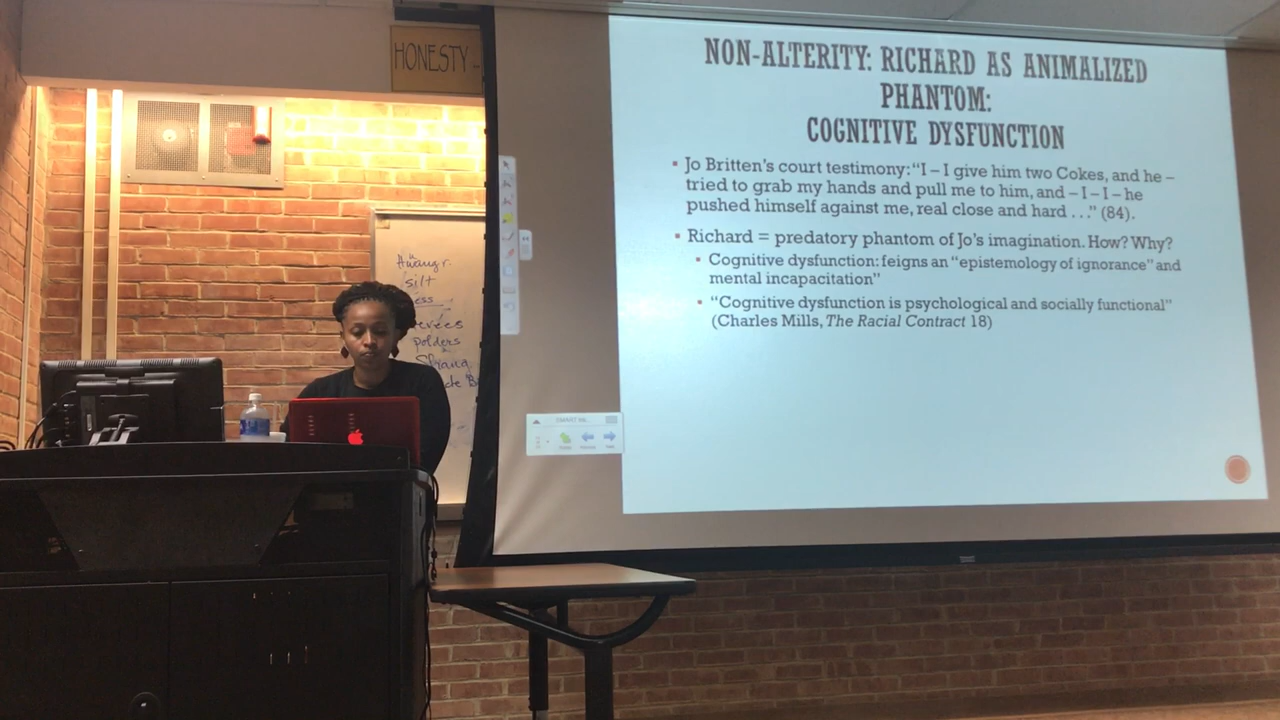 HONESTY -
NON-ALTERITY: RICHARD AS ANIMALIZED
PHANTOM:
COGNITIVE DYSFUNCTION
▪ Jo Britten's court testimony: “I – I give him two Cokes, and he –
tried to grab my hands and pull me to him, and – I – I – he
pushed himself against me, real close and hard . . .” (84).
▪ Richard = predatory phantom of Jo's imagination. How? Why?
▪ Cognitive dysfunction: feigns an “epistemology of ignorance” and
mental incapacitation”
▪ “Cognitive dysfunction is psychological and socially functional”
(Charles Mills, The Racial Contract 18)
silt
ess
polders